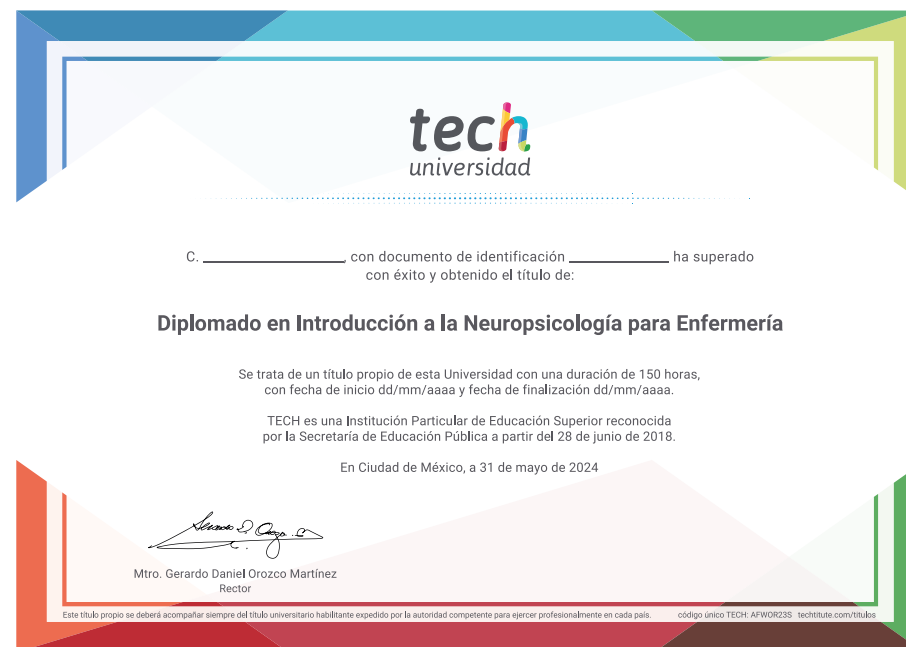 tech
universidad
C. ____________, con documento de identificación _________ ha superado
con éxito y obtenido el título de:
Diplomado en Introducción a la Neuropsicología para Enfermería
Se trata de un título propio de esta Universidad con una duración de 150 horas,
con fecha de inicio dd/mm/aaaa y fecha de finalización dd/mm/aaaa.
TECH es una Institución Particular de Educación Superior reconocida
por la Secretaría de Educación Pública a partir del 28 de junio de 2018.
En Ciudad de México, a 31 de mayo de 2024
Mtro. Gerardo Daniel Orozco Martínez
Rector
Este título propio se deberá acompañar siempre del título universitario habilitante expedido por la autoridad competente para ejercer profesionalmente en cada país. código único TECH: AFWOR23S techtitute.com/titulos